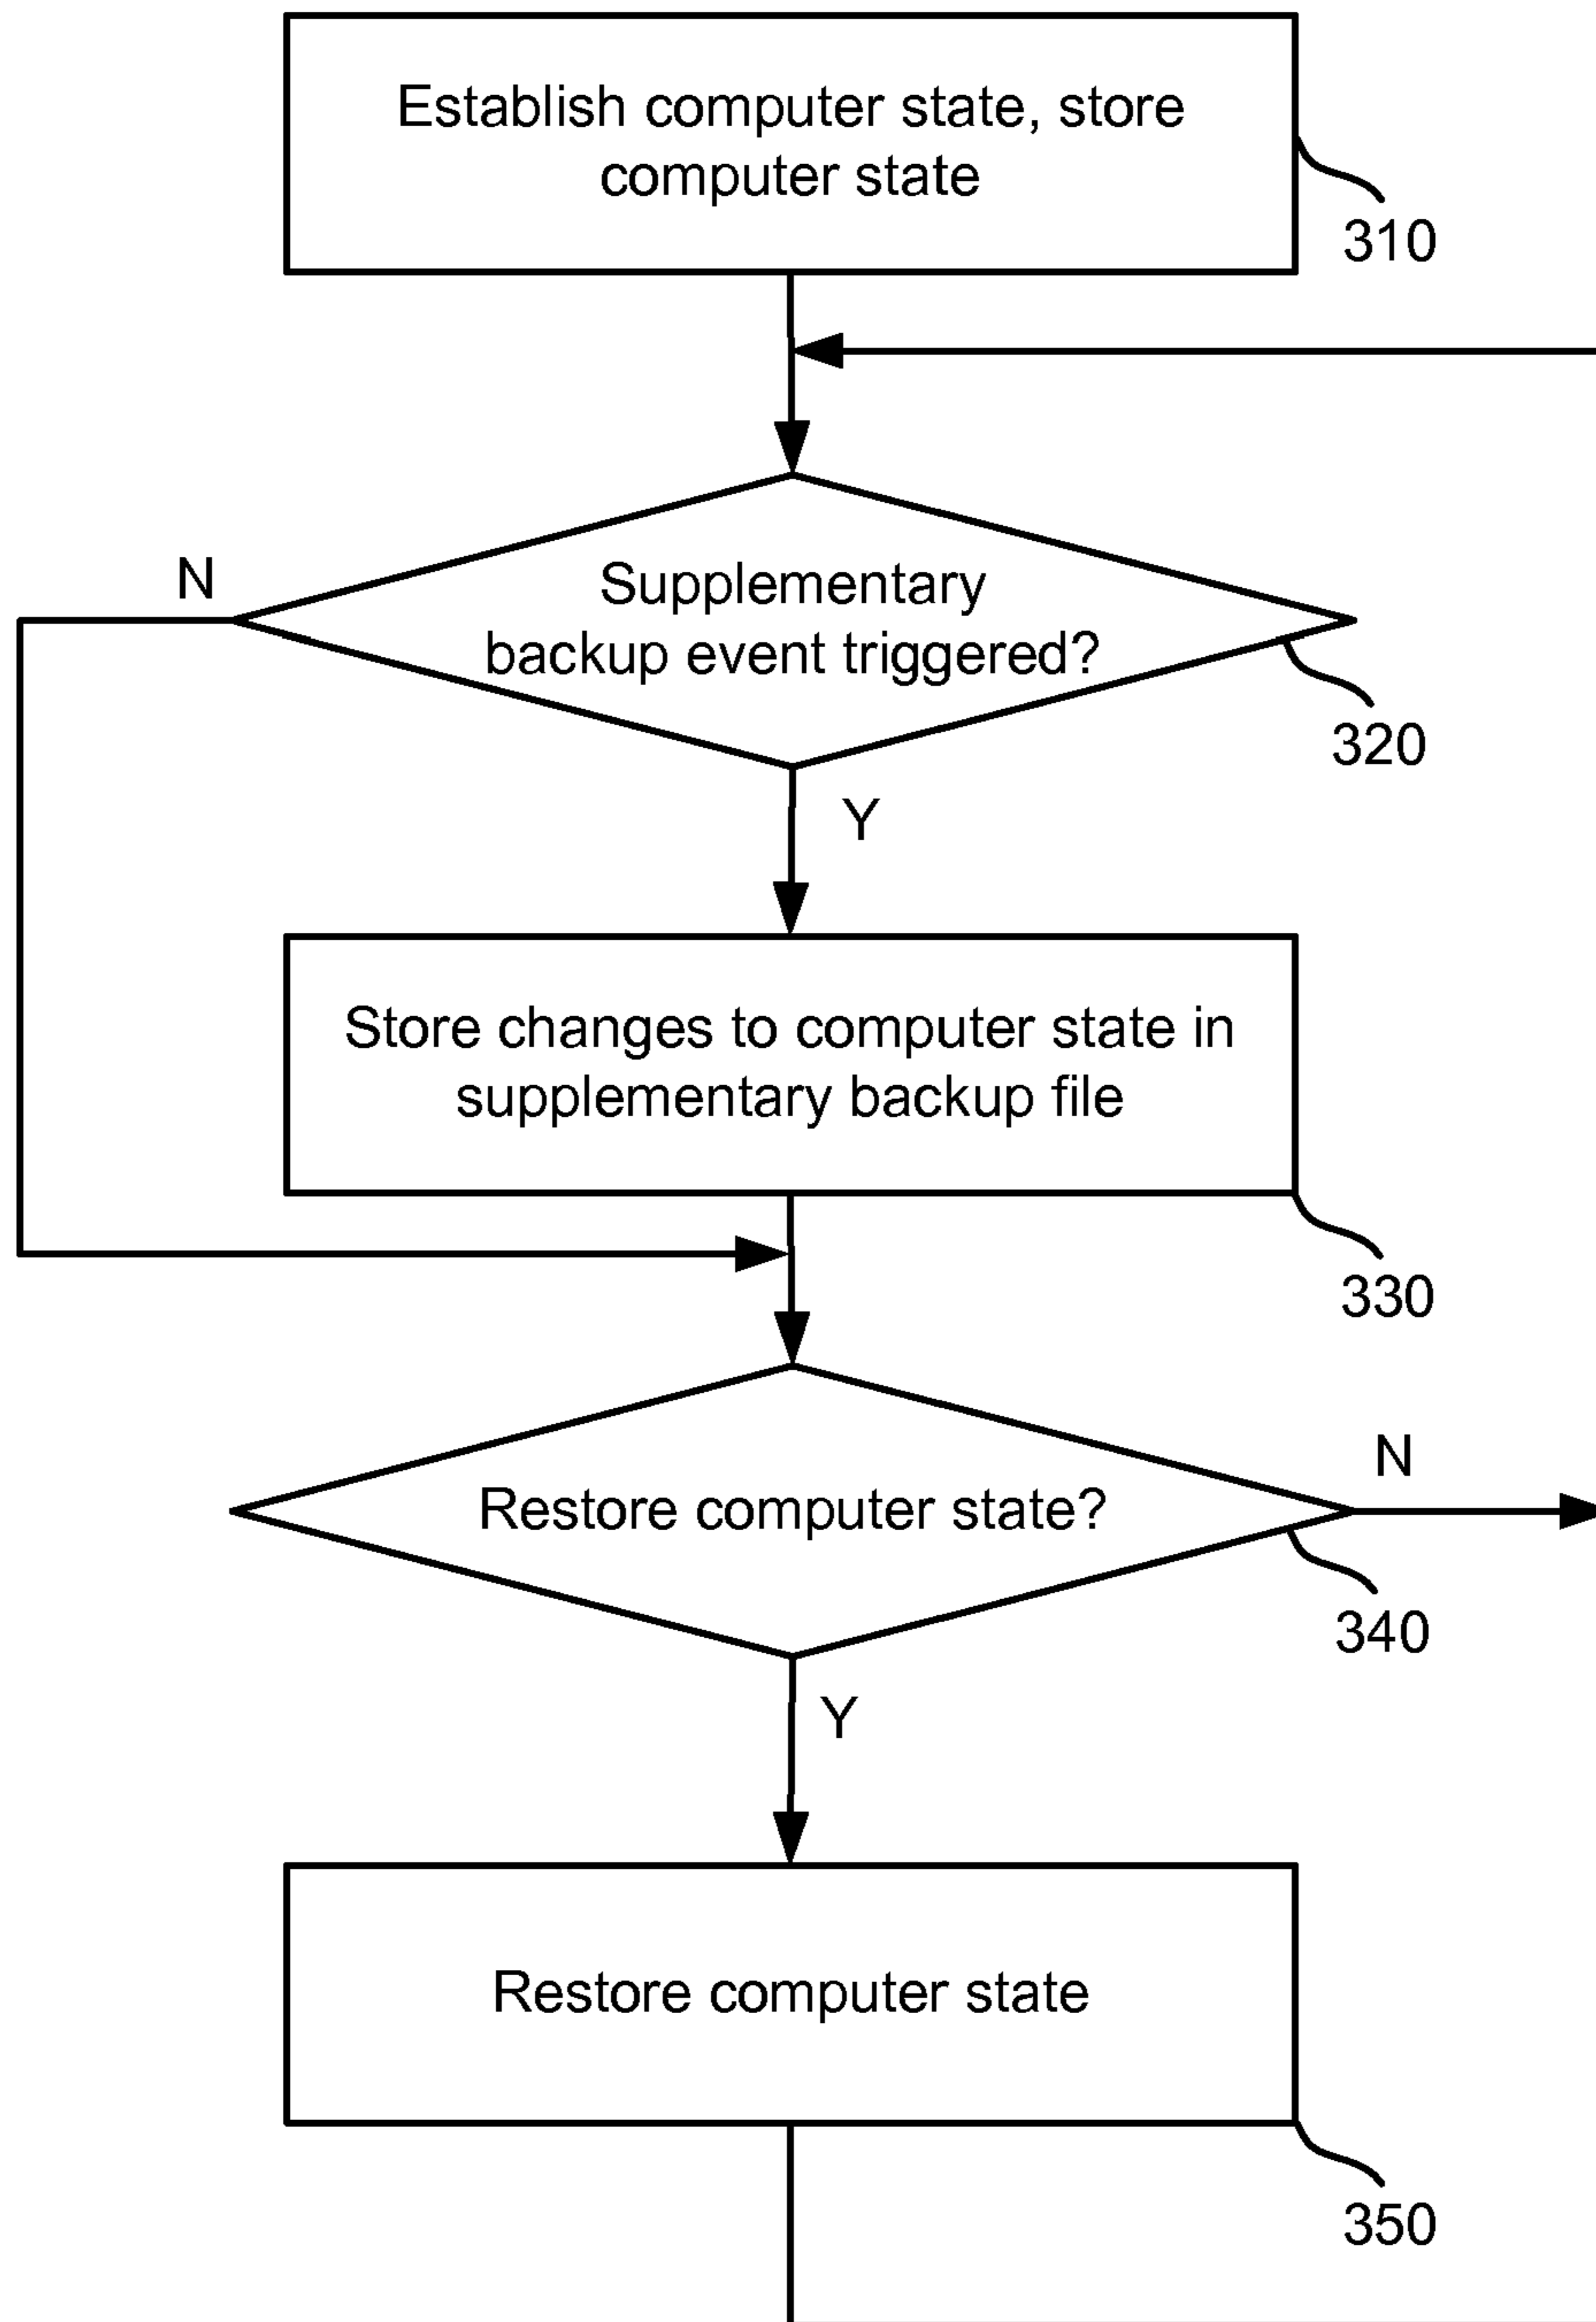 Establish computer state, store
computer state
310
N
Supplementary
backup event triggered?
320
Y
Store changes to computer state in
supplementary backup file
330
N
Restore computer state?
340
Y
Restore computer state
350